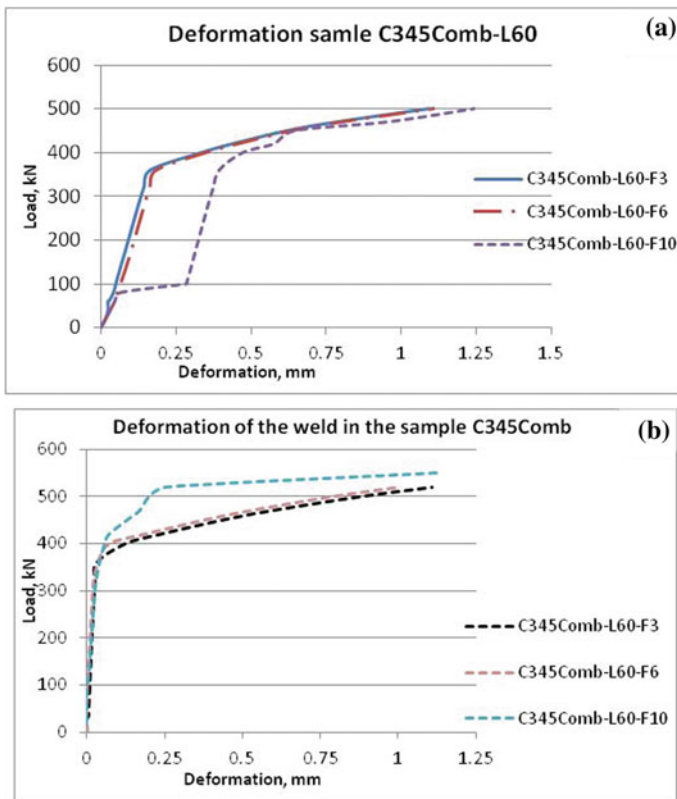 Deformation samle C345Comb-L60
(a)
600
500
400
300
200
100
0
Load, kN
C345Comb-L60-F3
C345Comb-L60-F6
C345Comb-L60-F10
0 0.25 0.5 0.75 1 1.25 1.5
Deformation, mm
Deformation of the weld in the sample C345Comb
(b)
600
500
400
300
200
100
0
Load, kN
C345Comb-L60-F3
C345Comb-L60-F6
C345Comb-L60-F10
0 0.25 0.5 0.75 1 1.25
Deformation, mm